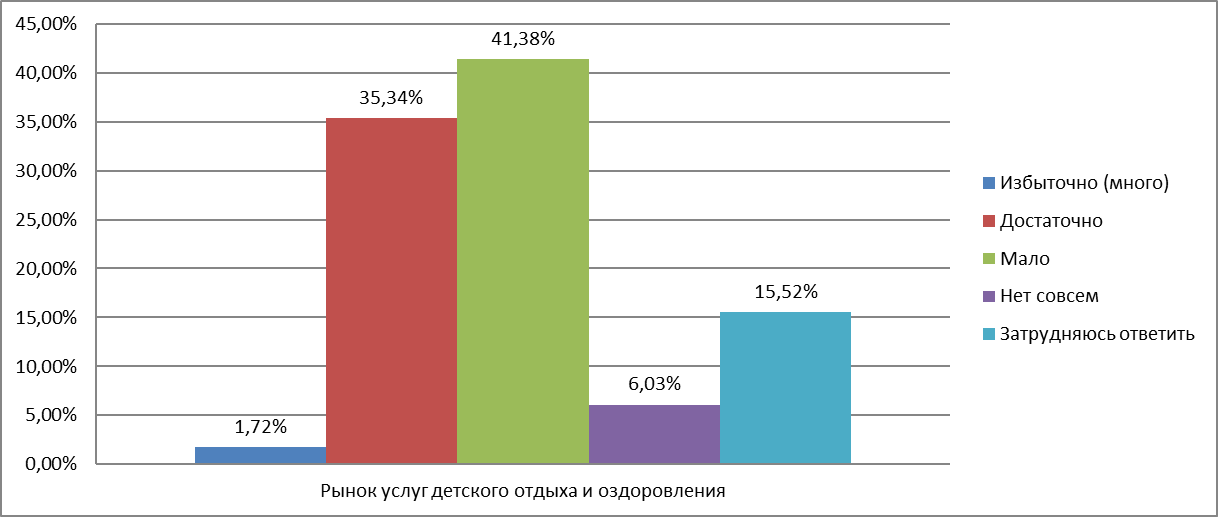 45,00%
40,00%
35,00%
30,00%
25,00%
20,00%
15,00%
10,00%
5,00%
0,00%
1,72%
35,34%
41,38%
6,03%
15,52%
Рынок услуг детского отдыха и оздоровления
Избыточно (много)
Достаточно
Мало
Нет совсем
Затрудняюсь ответить